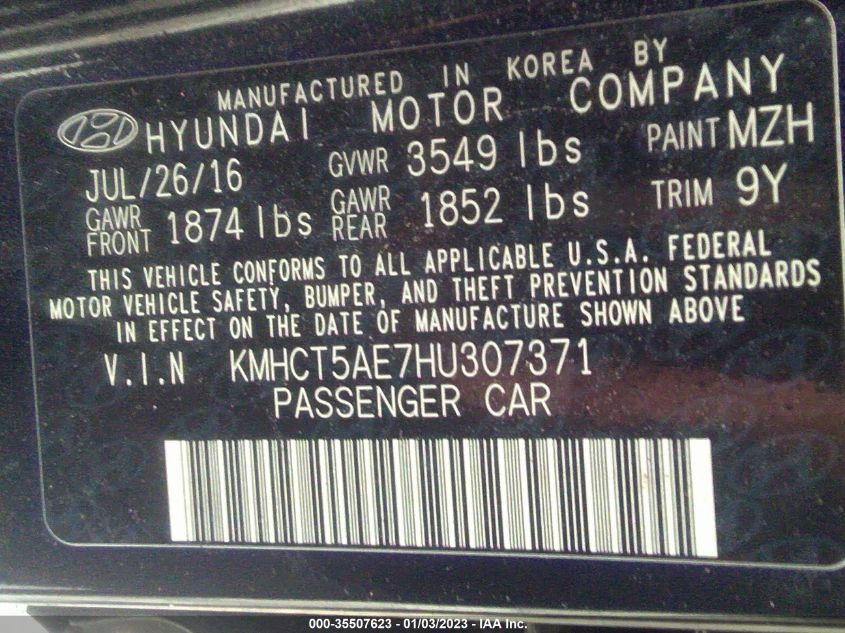 MANUFACTURED IN KOREA BY
HYUNDAI MOTOR COMPANY
JUL/26/16 GVWR 3549 lbs PAINT MZH
GAWR FRONT 1874 lbs GAWR REAR 1852 lbs TRIM 9Y
THIS VEHICLE CONFORMS TO ALL APPLICABLE U.S.A. FEDERAL
MOTOR VEHICLE SAFETY, BUMPER, AND THEFT PREVENTION STANDARDS
IN EFFECT ON THE DATE OF MANUFACTURE SHOWN ABOVE
V.I.N KMHCT5AE7HU307371
PASSENGER CAR
000-35507623 - 01/03/2023 - IAA Inc.